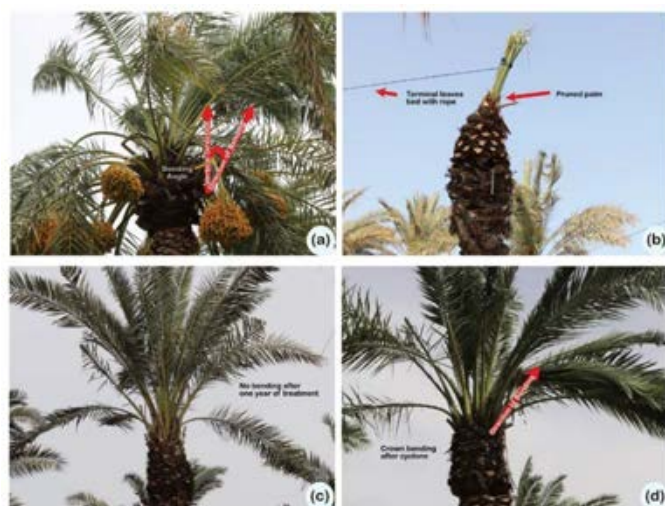 Bending
Angle
(a)
Terminal leaves
tied with rope
Pruned palm
(b)
No bending after
one year of treatment
(c)
Crown bending
after cyclone
(d)